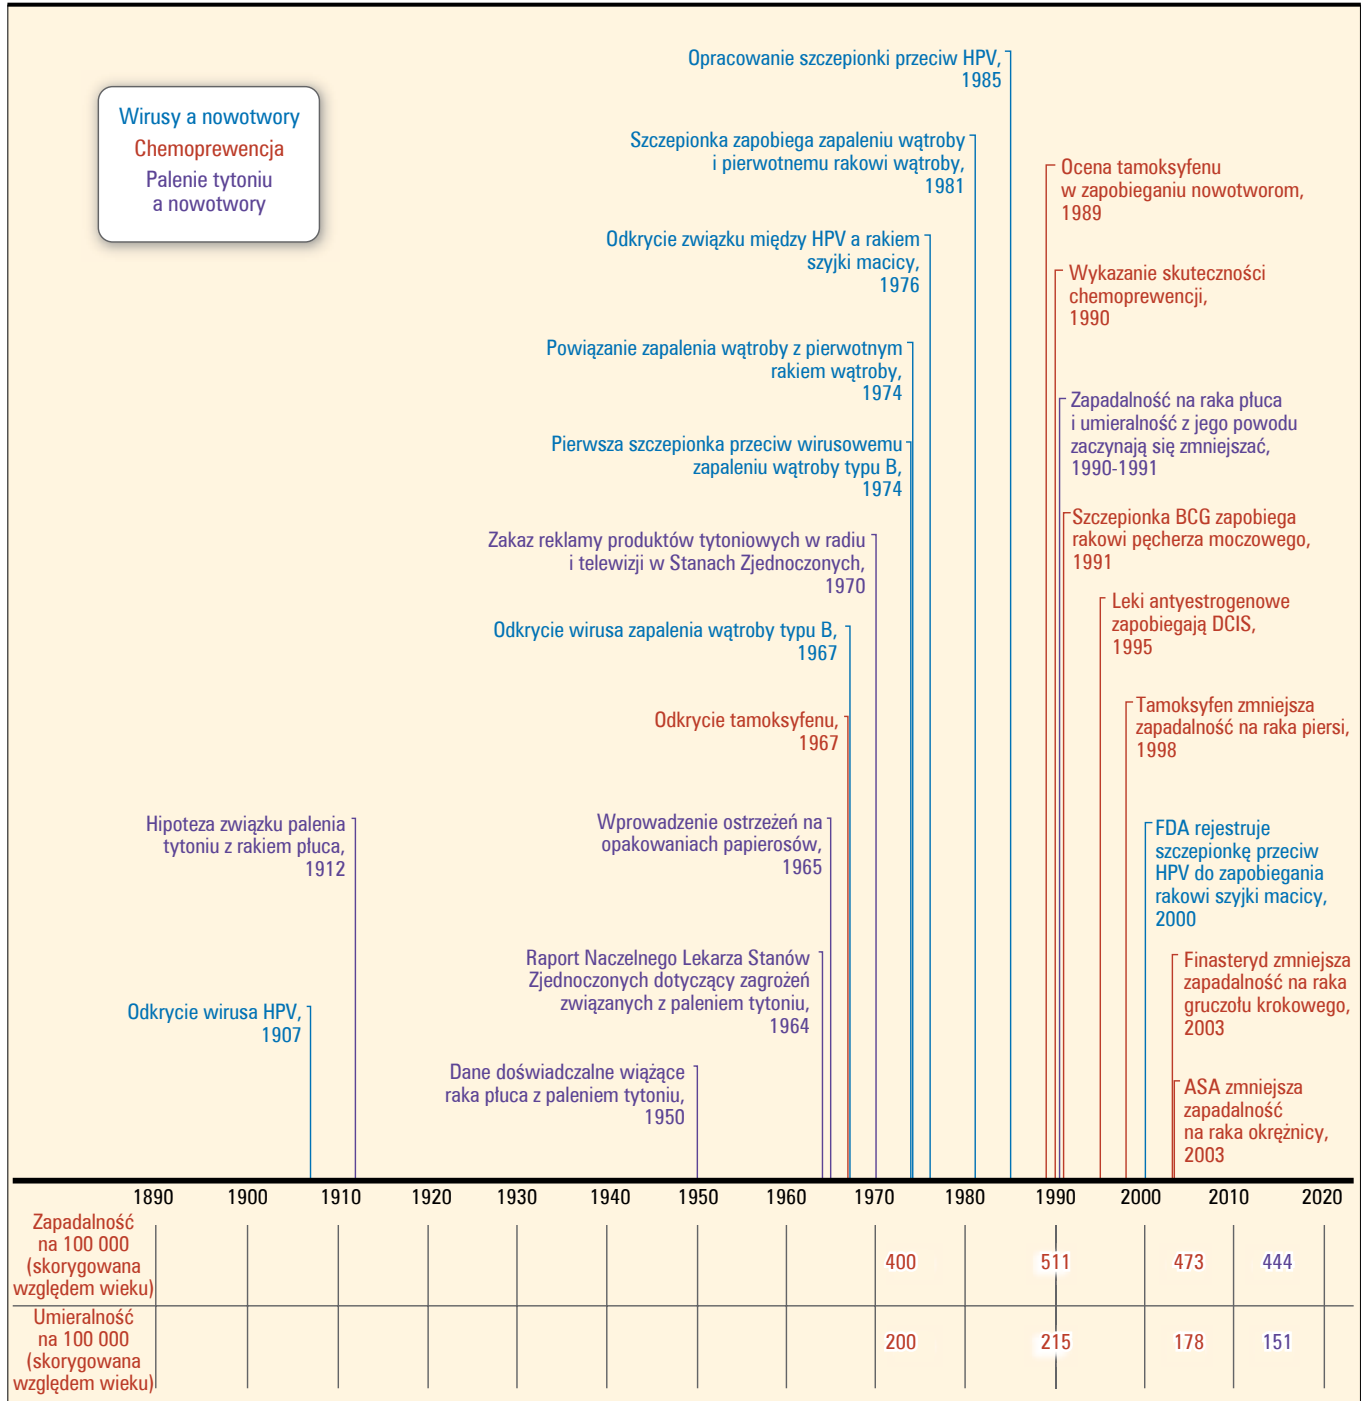 Wirusy a nowotwory
Chemoprewencja
Palenie tytoniu
a nowotwory
Opracowanie szczepionki przeciw HPV,
1985
Szczepionka zapobiega zapaleniu wątroby
i pierwotnemu rakowi wątroby,
1981
Odkrycie związku między HPV a rakiem
szyjki macicy,
1976
Powiązanie zapalenia wątroby z pierwotnym
rakiem wątroby,
1974
Pierwsza szczepionka przeciw wirusowemu
zapaleniu wątroby typu B,
1974
Zakaz reklamy produktów tytoniowych w radiu
i telewizji w Stanach Zjednoczonych,
1970
Odkrycie wirusa zapalenia wątroby typu B,
1967
Odkrycie tamoksyfenu,
1967
Hipoteza związku palenia
tytoniu z rakiem płuca,
1912
Wprowadzenie ostrzeżeń na
opakowaniach papierosów,
1965
Raport Naczelnego Lekarza Stanów
Zjednoczonych dotyczący zagrożeń
związanych z paleniem tytoniu,
1964
Odkrycie wirusa HPV,
1907
Dane doświadczalne wiążące
raka płuca z paleniem tytoniu,
1950
Ocena tamoksyfenu
w zapobieganiu nowotworom,
1989
Wykazanie skuteczności
chemoprewencji,
1990
Zapadalność na raka płuca
i umieralność z jego powodu
zaczynają się zmniejszać,
1990-1991
Szczepionka BCG zapobiega
rakowi pęcherza moczowego,
1991
Leki antyestrogenowe
zapobiegają DCIS,
1995
Tamoksyfen zmniejsza
zapadalność na raka piersi,
1998
FDA rejestruje
szczepionkę przeciw
HPV do zapobiegania
rakowi szyjki macicy,
2000
Finasteryd zmniejsza
zapadalność na raka
gruczołu krokowego,
2003
ASA zmniejsza
zapadalność
na raka okrężnicy,
2003
1890 1900 1910 1920 1930 1940 1950 1960 1970 1980 1990 2000 2010 2020
Zapadalność
na 100 000
(skorygowana
względem wieku)
400 511 473 444
Umieralność
na 100 000
(skorygowana
względem wieku)
200 215 178 151